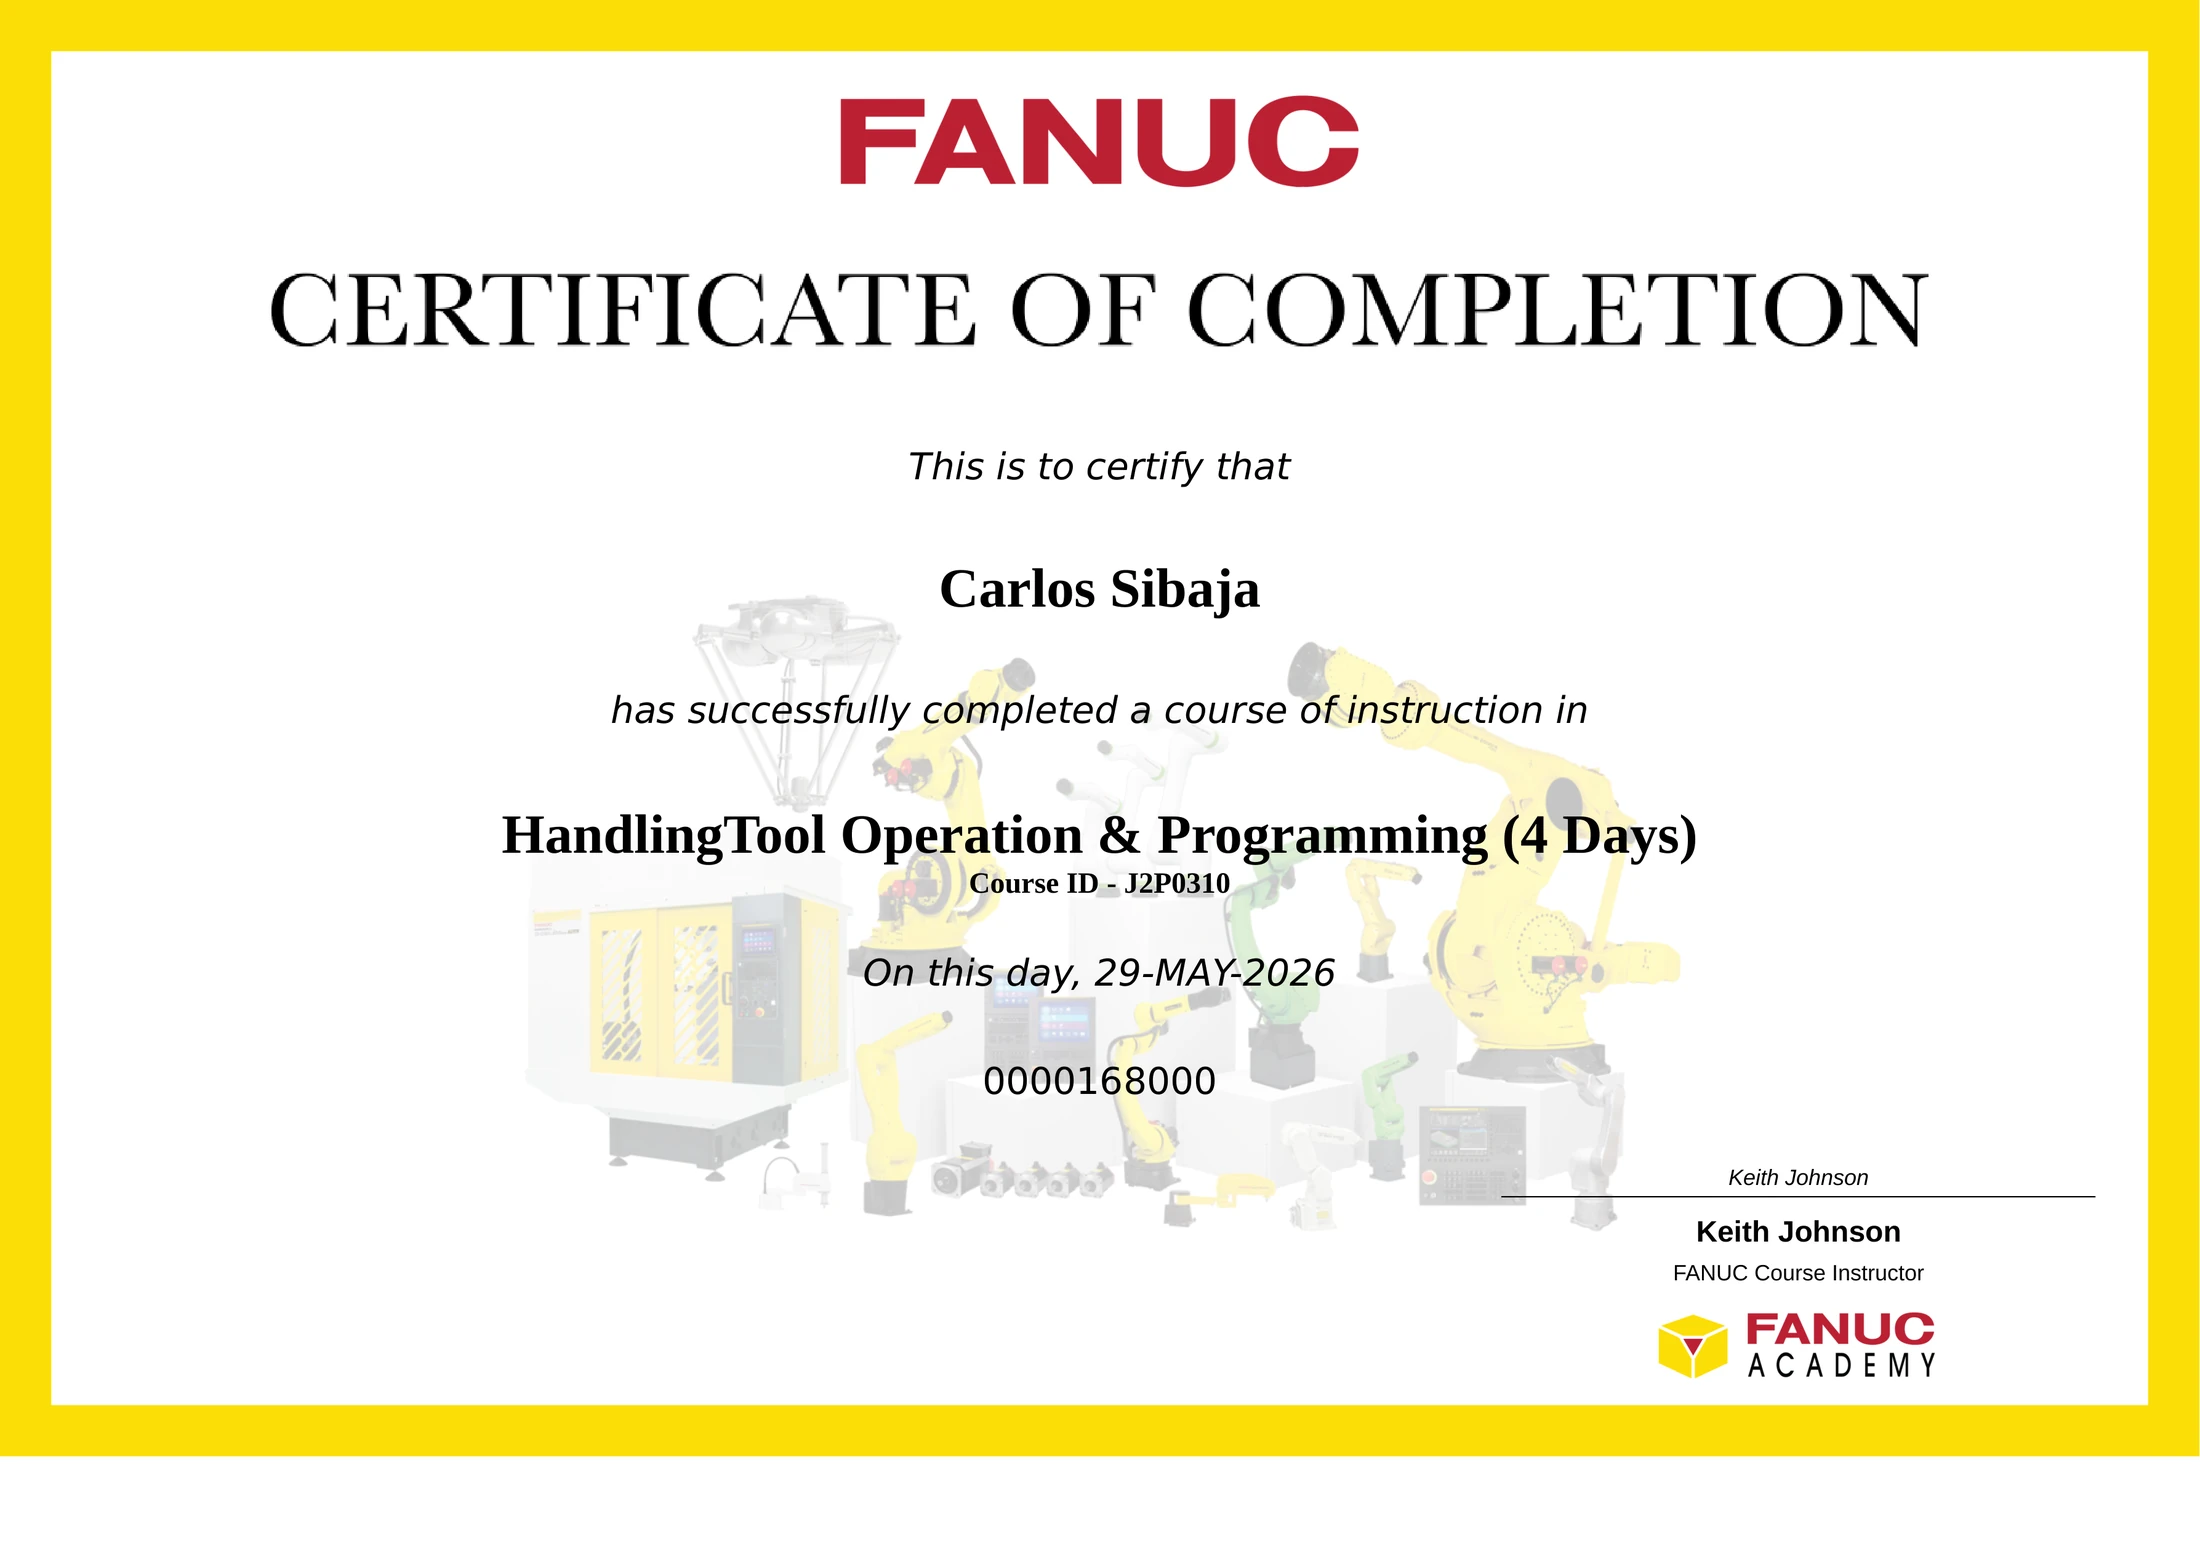 FANUC
CERTIFICATE OF COMPLETION
This is to certify that
Carlos Sibaja
has successfully completed a course of instruction in
HandlingTool Operation & Programming (4 Days)
Course ID - J2P0310
On this day, 29-MAY-2026
0000168000
Keith Johnson
Keith Johnson
FANUC Course Instructor
FANUC
ACADEMY